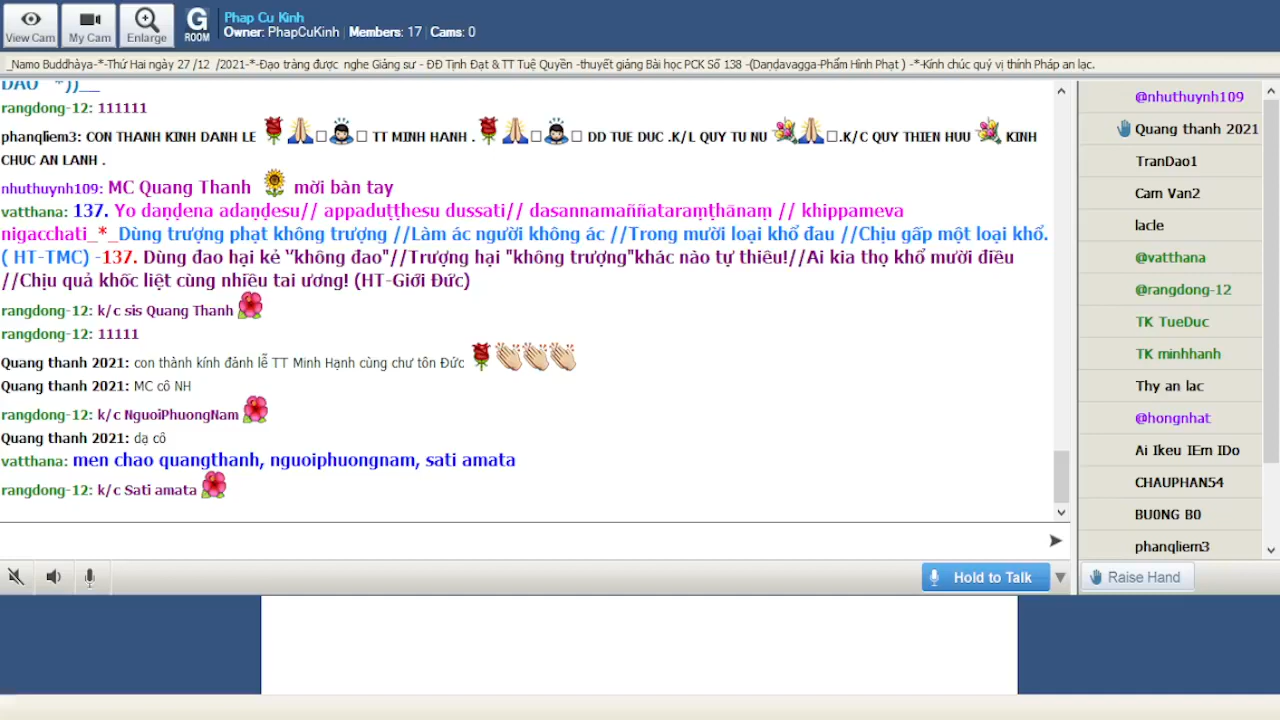 View Cam
My Cam
Enlarge
G
ROOM
Phap Cu Kinh
Owner: PhapCuKinh | Members: 17 | Cams: 0
_Namo Buddhàya-*-Thứ Hai ngày 27 /12 /2021-*-Đạo tràng được nghe Giảng sư - ĐĐ Tịnh Đạt & TT Tuệ Quyền -thuyết giảng Bài học PCK Số 138 -(Daṇḍavagga-Phẩm Hình Phạt ) -*-Kính chúc quý vị thính Pháp an lạc.
ĐẠO *))__
rangdong-12: 111111
phanqliem3: CON THANH KINH DANH LE 🌹🙏 TT MINH HANH . 🌹🙏 DD TUE DUC .K/L QUY TU NU 💐🙏.K/C QUY THIEN HUU 💐 KINH
CHUC AN LANH .
nhuthuynh109: MC Quang Thanh 🌻 mời bàn tay
vatthana: 137. Yo daṇḍena adaṇḍesu// appaduṭṭhesu dussati// dasannamaññataraṃṭhānaṃ // khippameva
nigacchati_*_Dùng trượng phạt không trượng //Làm ác người không ác //Trong mười loại khổ đau //Chịu gấp một loại khổ.
( HT-TMC) -137. Dùng đao hại kẻ '"không đao"//Trượng hại "không trượng"khác nào tự thiêu!//Ai kia thọ khổ mười điều
//Chịu quả khốc liệt cùng nhiều tai ương! (HT-Giới Đức)
rangdong-12: k/c sis Quang Thanh 🌺
rangdong-12: 11111
Quang thanh 2021: con thành kính đảnh lễ TT Minh Hạnh cùng chư tôn Đức 🌹👏👏👏
Quang thanh 2021: MC cô NH
rangdong-12: k/c NguoiPhuongNam 🌺
Quang thanh 2021: dạ cô
vatthana: men chao quangthanh, nguoiphuongnam, sati amata
rangdong-12: k/c Sati amata 🌺
Hold to Talk
@nhuthuynh109
Quang thanh 2021
TranDao1
Cam Van2
lacle
@vatthana
@rangdong-12
TK TueDuc
TK minhhanh
Thy an lac
@hongnhat
Ai Ikeu IEm IDo
CHAUPHAN54
BU0NG B0
phanqliem3
Raise Hand